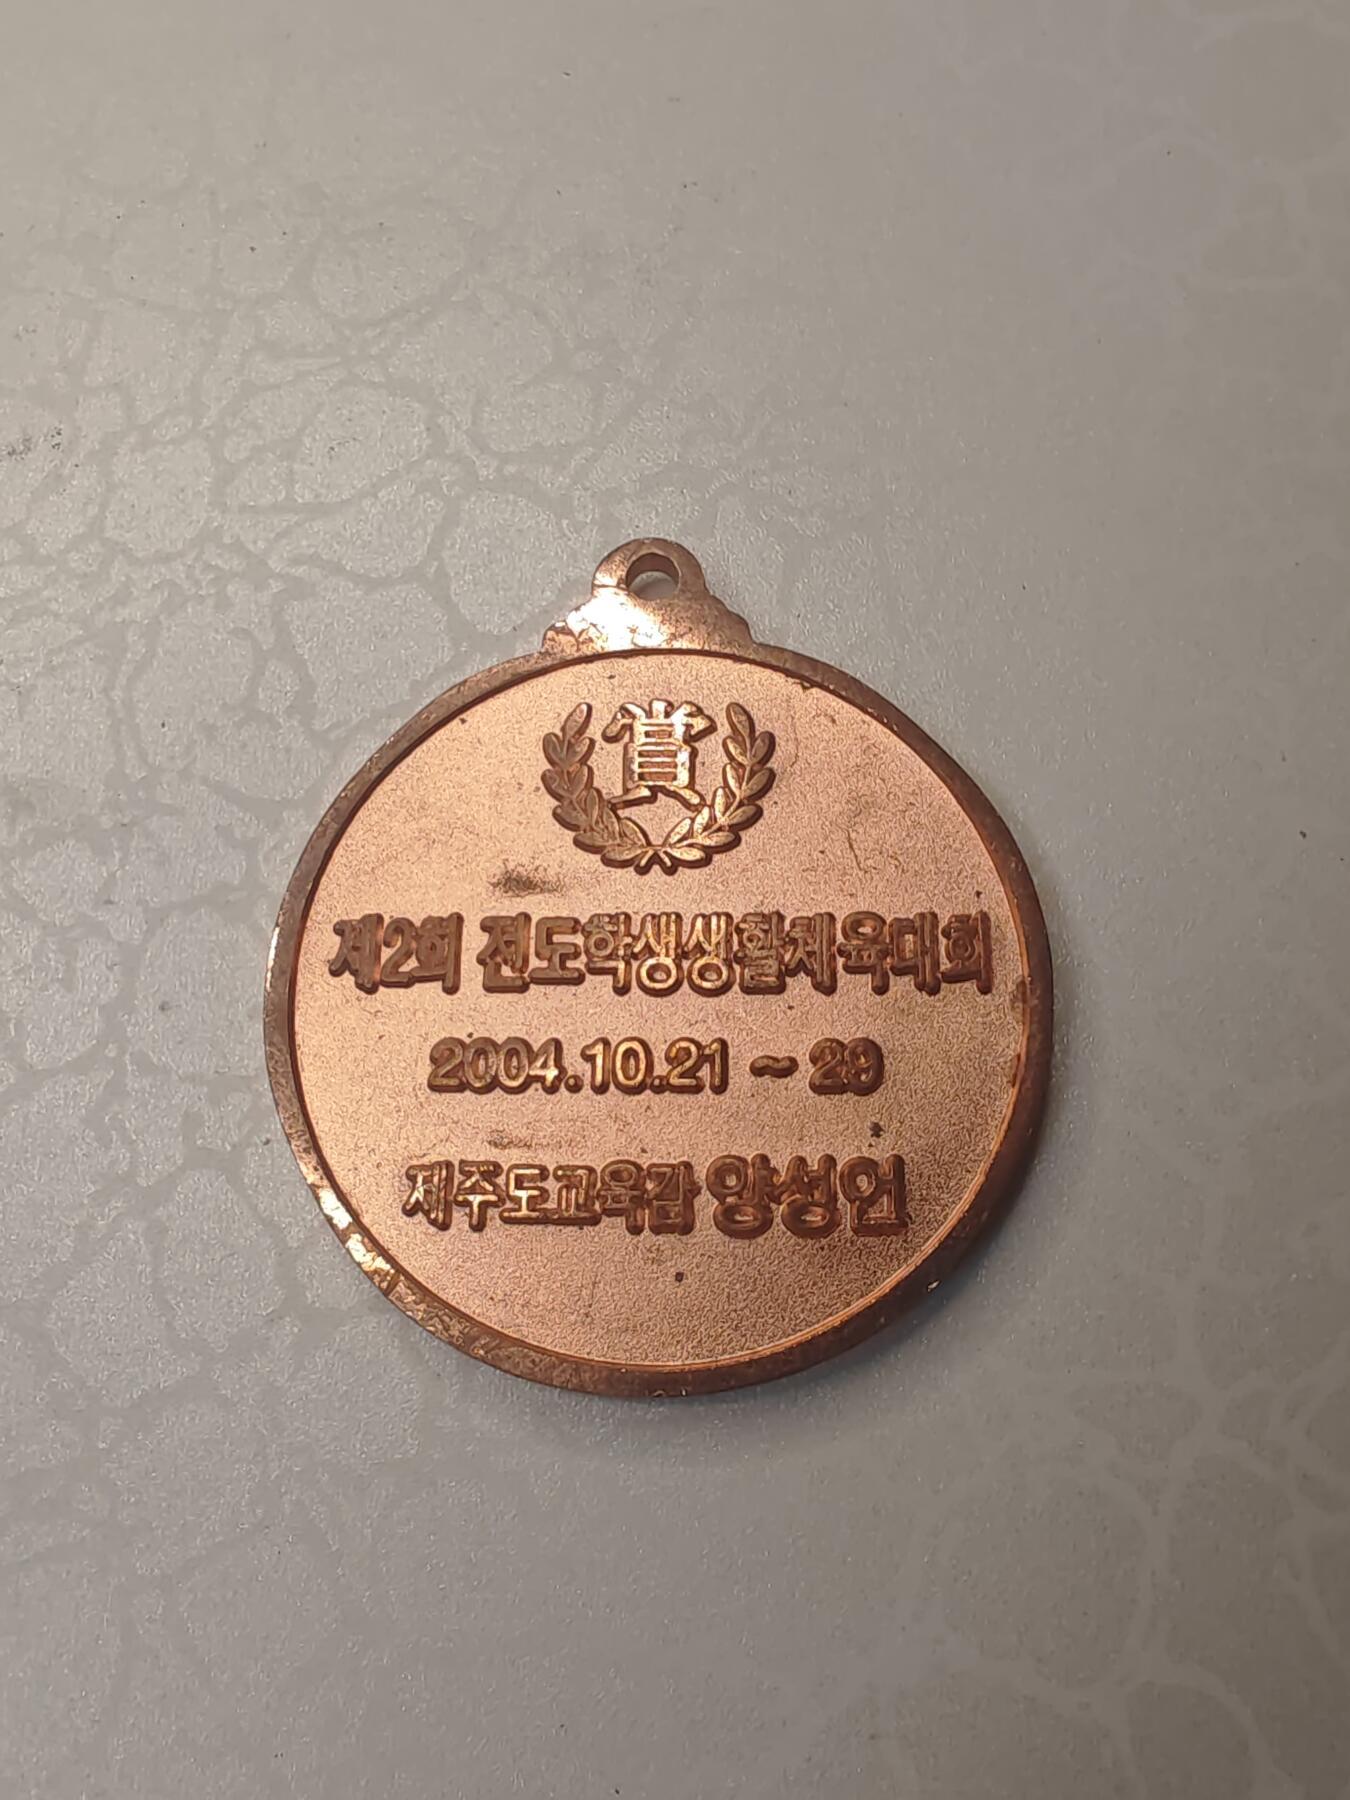 賞
제2회 전도학생생활체육대회
2004.10.21 ~ 29
제주도교육감 양성언